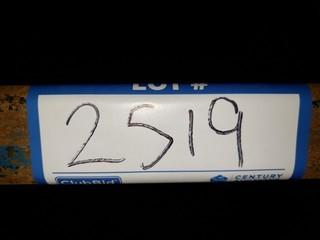 LOT #
2519
ClubBid
CENTURY